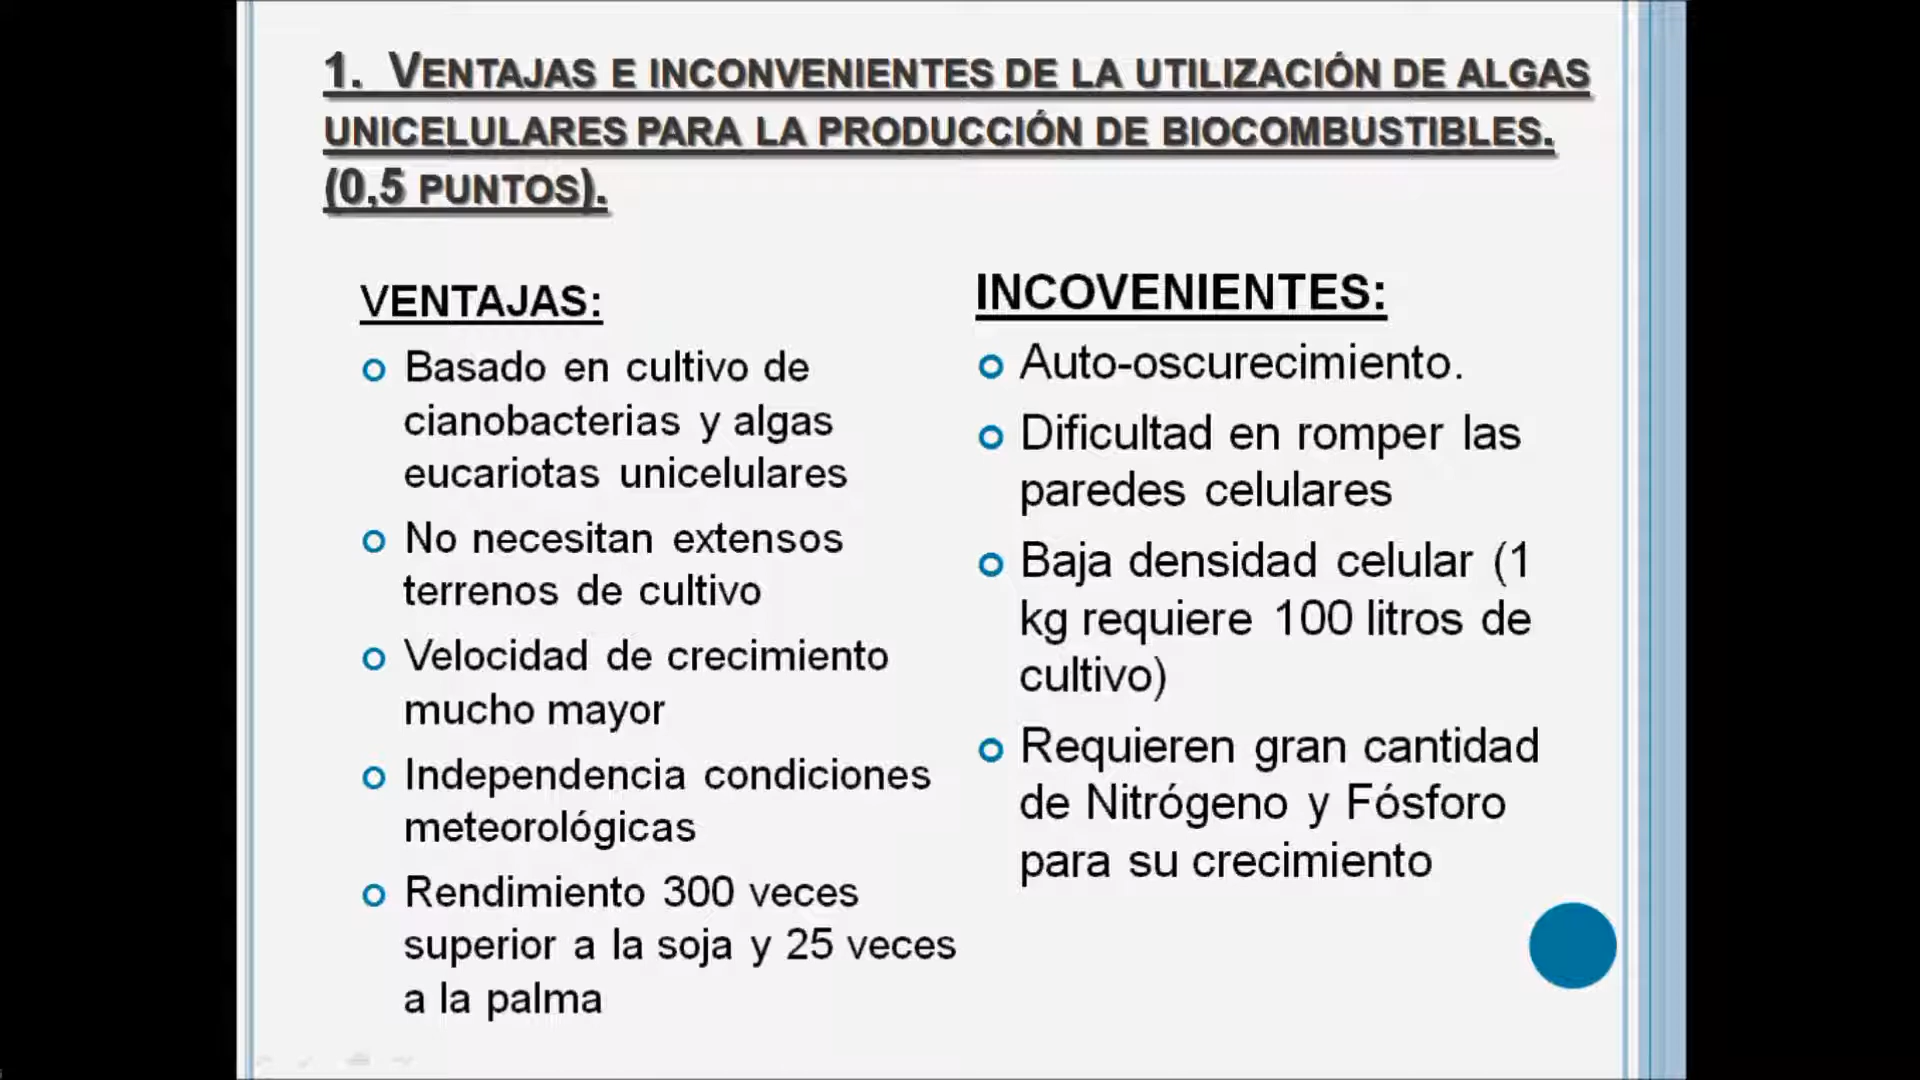 1. VENTAJAS E INCONVENIENTES DE LA UTILIZACIÓN DE ALGAS
UNICELULARES PARA LA PRODUCCIÓN DE BIOCOMBUSTIBLES.
(0,5 PUNTOS).
VENTAJAS:
Basado en cultivo de
cianobacterias y algas
eucariotas unicelulares
No necesitan extensos
terrenos de cultivo
Velocidad de crecimiento
mucho mayor
Independencia condiciones
meteorológicas
Rendimiento 300 veces
superior a la soja y 25 veces
a la palma
INCOVENIENTES:
Auto-oscurecimiento.
Dificultad en romper las
paredes celulares
Baja densidad celular (1
kg requiere 100 litros de
cultivo)
Requieren gran cantidad
de Nitrógeno y Fósforo
para su crecimiento